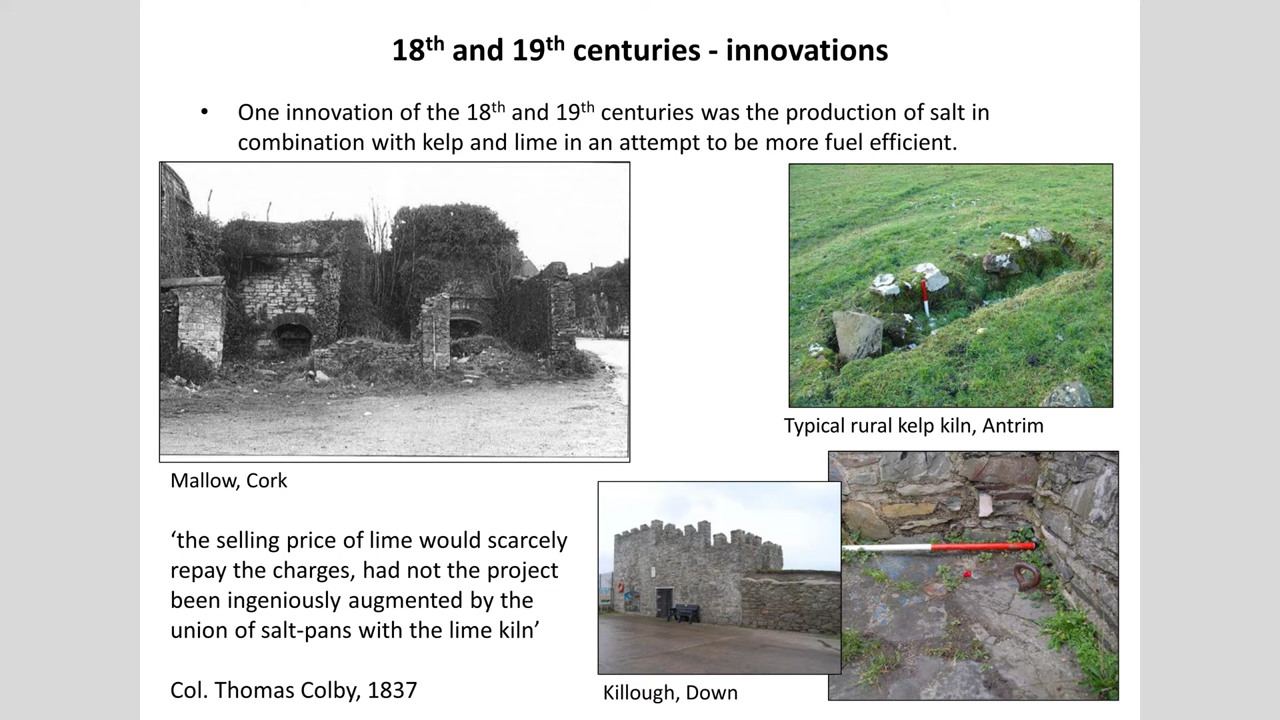 18th and 19th centuries - innovations
• One innovation of the 18th and 19th centuries was the production of salt in
combination with kelp and lime in an attempt to be more fuel efficient.
Typical rural kelp kiln, Antrim
Mallow, Cork
‘the selling price of lime would scarcely
repay the charges, had not the project
been ingeniously augmented by the
union of salt-pans with the lime kiln’
Col. Thomas Colby, 1837
Killough, Down